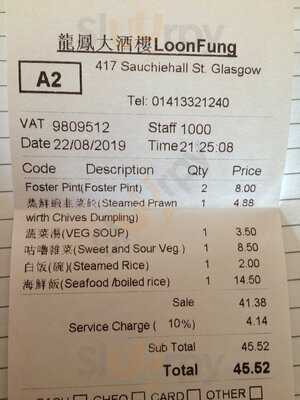 龍鳳大酒樓LoonFung
417 Sauchiehall St. Glasgow
A2
Tel: 01413321240
VAT 9809512 Staff 1000
Date 22/08/2019 Time 21:25:08
Code Description Qty Price
Foster Pint(Foster Pint) 2 8.00
蒸鮮蝦韭菜餃(Steamed Prawn 1 4.88
wirth Chives Dumpling)
蔬菜湯(VEG SOUP) 1 3.50
咕嚕雜菜(Sweet and Sour Veg.) 1 8.50
白饭(碗)(Steamed Rice) 1 2.00
海鮮飯(Seafood /boiled rice) 1 14.50
Sale 41.38
Service Charge ( 10%) 4.14
Sub Total 45.52
Total 45.52
CASH CHEQ CARD OTHER